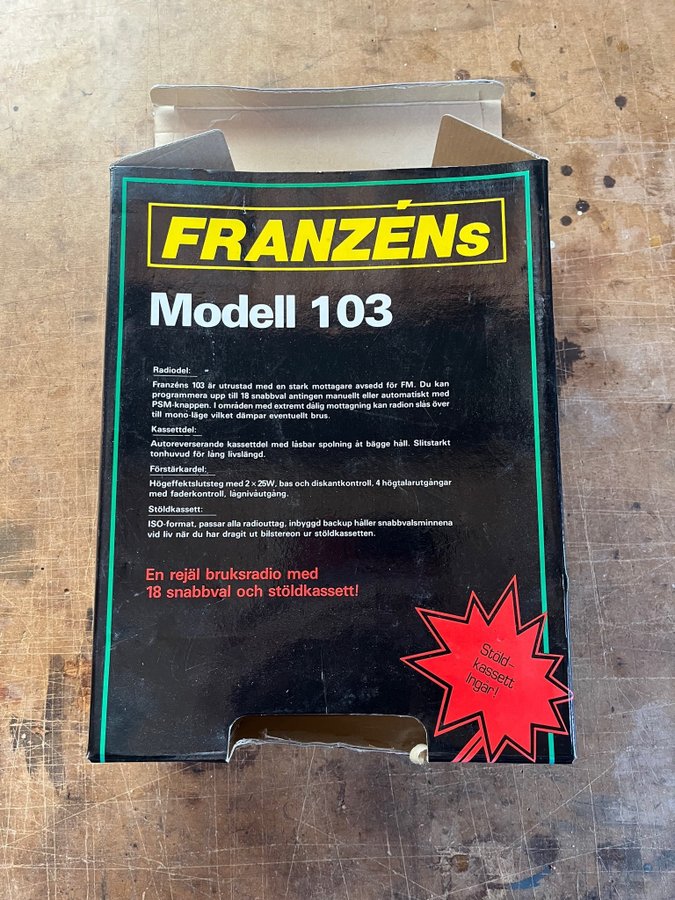 FRANZÉNs
Modell 103
Radiodel:
Franzéns 103 är utrustad med en stark mottagare avsedd för FM. Du kan
programmera upp till 18 snabbval antingen manuellt eller automatiskt med
PSM-knappen. I områden med extremt dålig mottagning kan radion slås över
till mono-läge vilket dämpar eventuellt brus.
Kassettdel:
Autoreverserande kassettdel med låsbar spolning åt bägge håll. Slitstarkt
tonhuvud för lång livslängd.
Förstärkardel:
Högeffektslutsteg med 2×25W, bas och diskantkontroll, 4 högtalarutgångar
med faderkontroll, lågnivåutgång.
Stöldkassett:
ISO-format, passar alla radiouttag, inbyggd backup håller snabbvalsminnena
vid liv när du har dragit ut bilstereon ur stöldkassetten.
En rejäl bruksradio med
18 snabbval och stöldkassett!
Stöld-
kassett
Ingår!